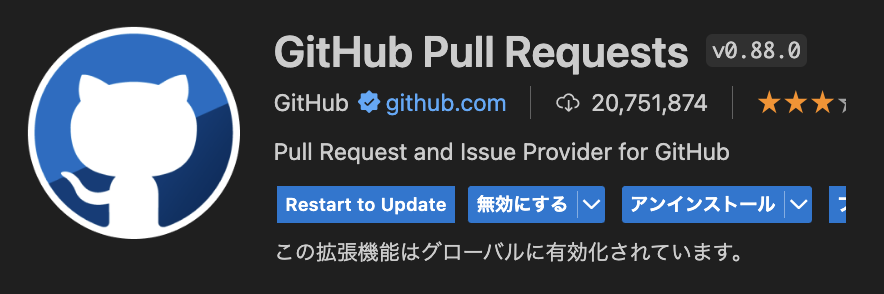 GitHub Pull Requests v0.88.0
GitHub github.com 20,751,874
Pull Request and Issue Provider for GitHub
Restart to Update 無効にする アンインストール
この拡張機能はグローバルに有効化されています。